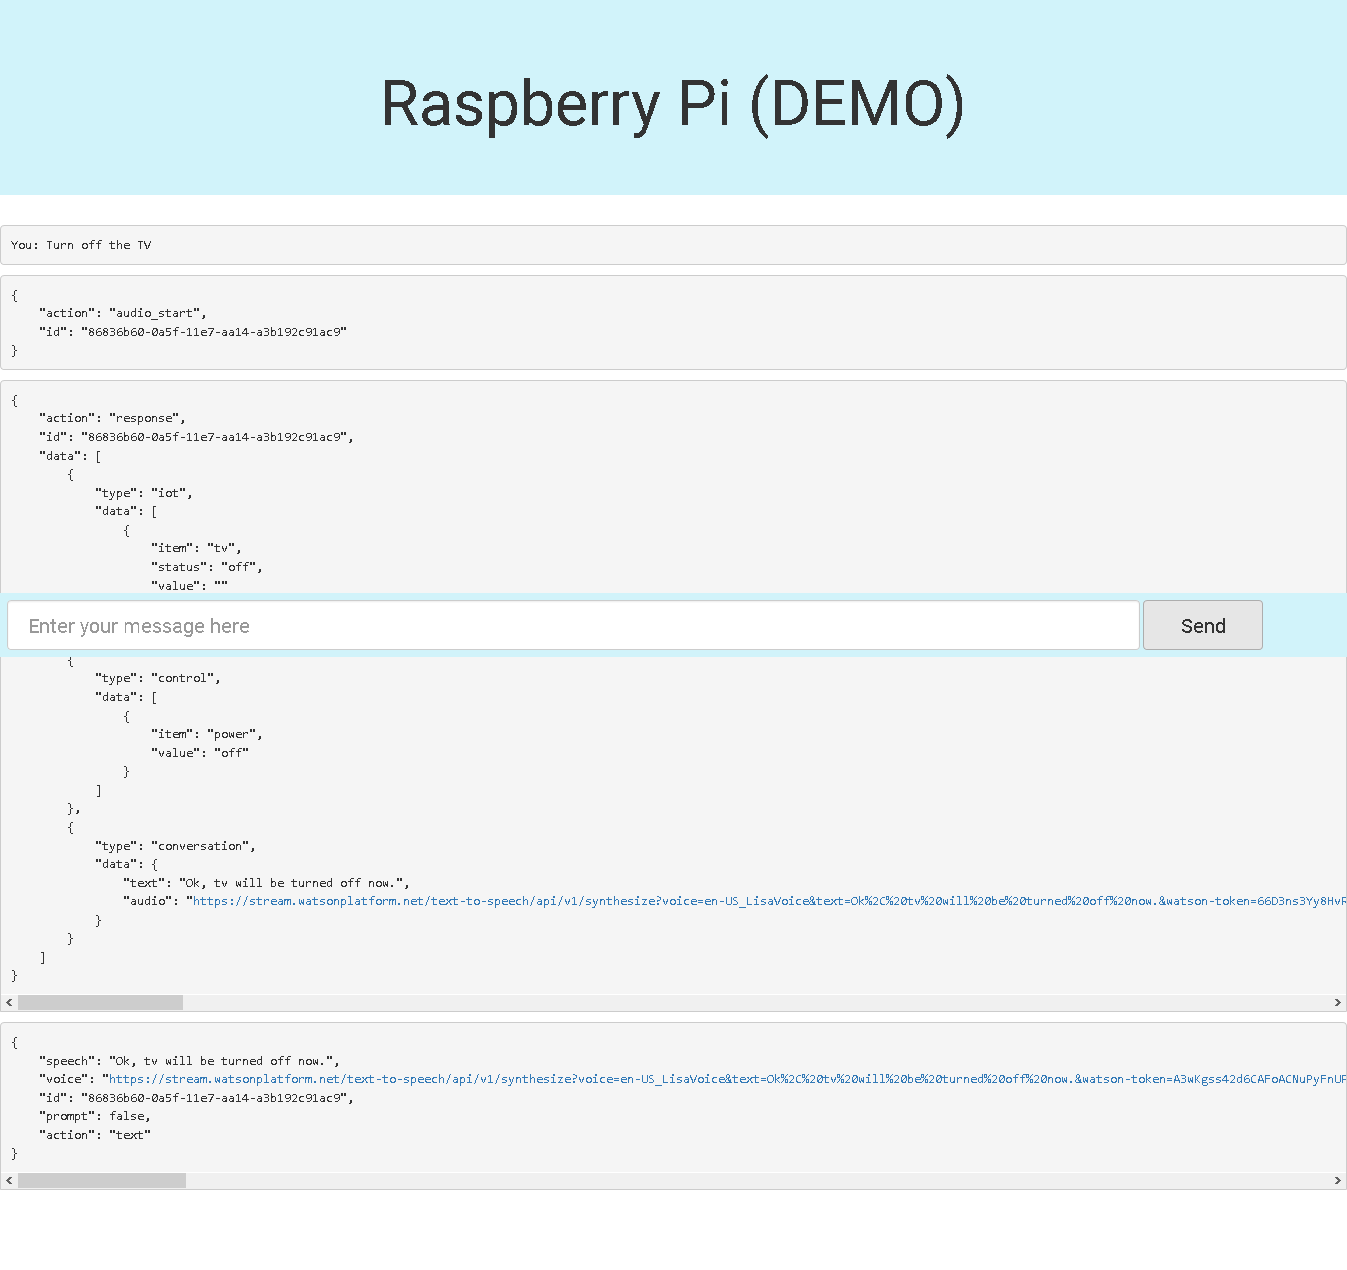 Raspberry Pi (DEMO)
You: Turn off the TV
{
    "action": "audio_start",
    "id": "86836b60-0a5f-11e7-aa14-a3b192c91ac9"
}
{
    "action": "response",
    "id": "86836b60-0a5f-11e7-aa14-a3b192c91ac9",
    "data": [
        {
            "type": "iot",
            "data": [
                {
                    "item": "tv",
                    "status": "off",
                    "value": ""
Enter your message here
Send
        {
            "type": "control",
            "data": [
                {
                    "item": "power",
                    "value": "off"
                }
            ]
        },
        {
            "type": "conversation",
            "data": {
                "text": "Ok, tv will be turned off now.",
                "audio": "https://stream.watsonplatform.net/text-to-speech/api/v1/synthesize?voice=en-US_LisaVoice&text=Ok%2C%20tv%20will%20be%20turned%20off%20now.&watson-token=66D3ns3Yy8HvR
            }
        }
    ]
}
{
    "speech": "Ok, tv will be turned off now.",
    "voice": "https://stream.watsonplatform.net/text-to-speech/api/v1/synthesize?voice=en-US_LisaVoice&text=Ok%2C%20tv%20will%20be%20turned%20off%20now.&watson-token=A3wKgss42d6CAFoACNuPyFnUF
    "id": "86836b60-0a5f-11e7-aa14-a3b192c91ac9",
    "prompt": false,
    "action": "text"
}